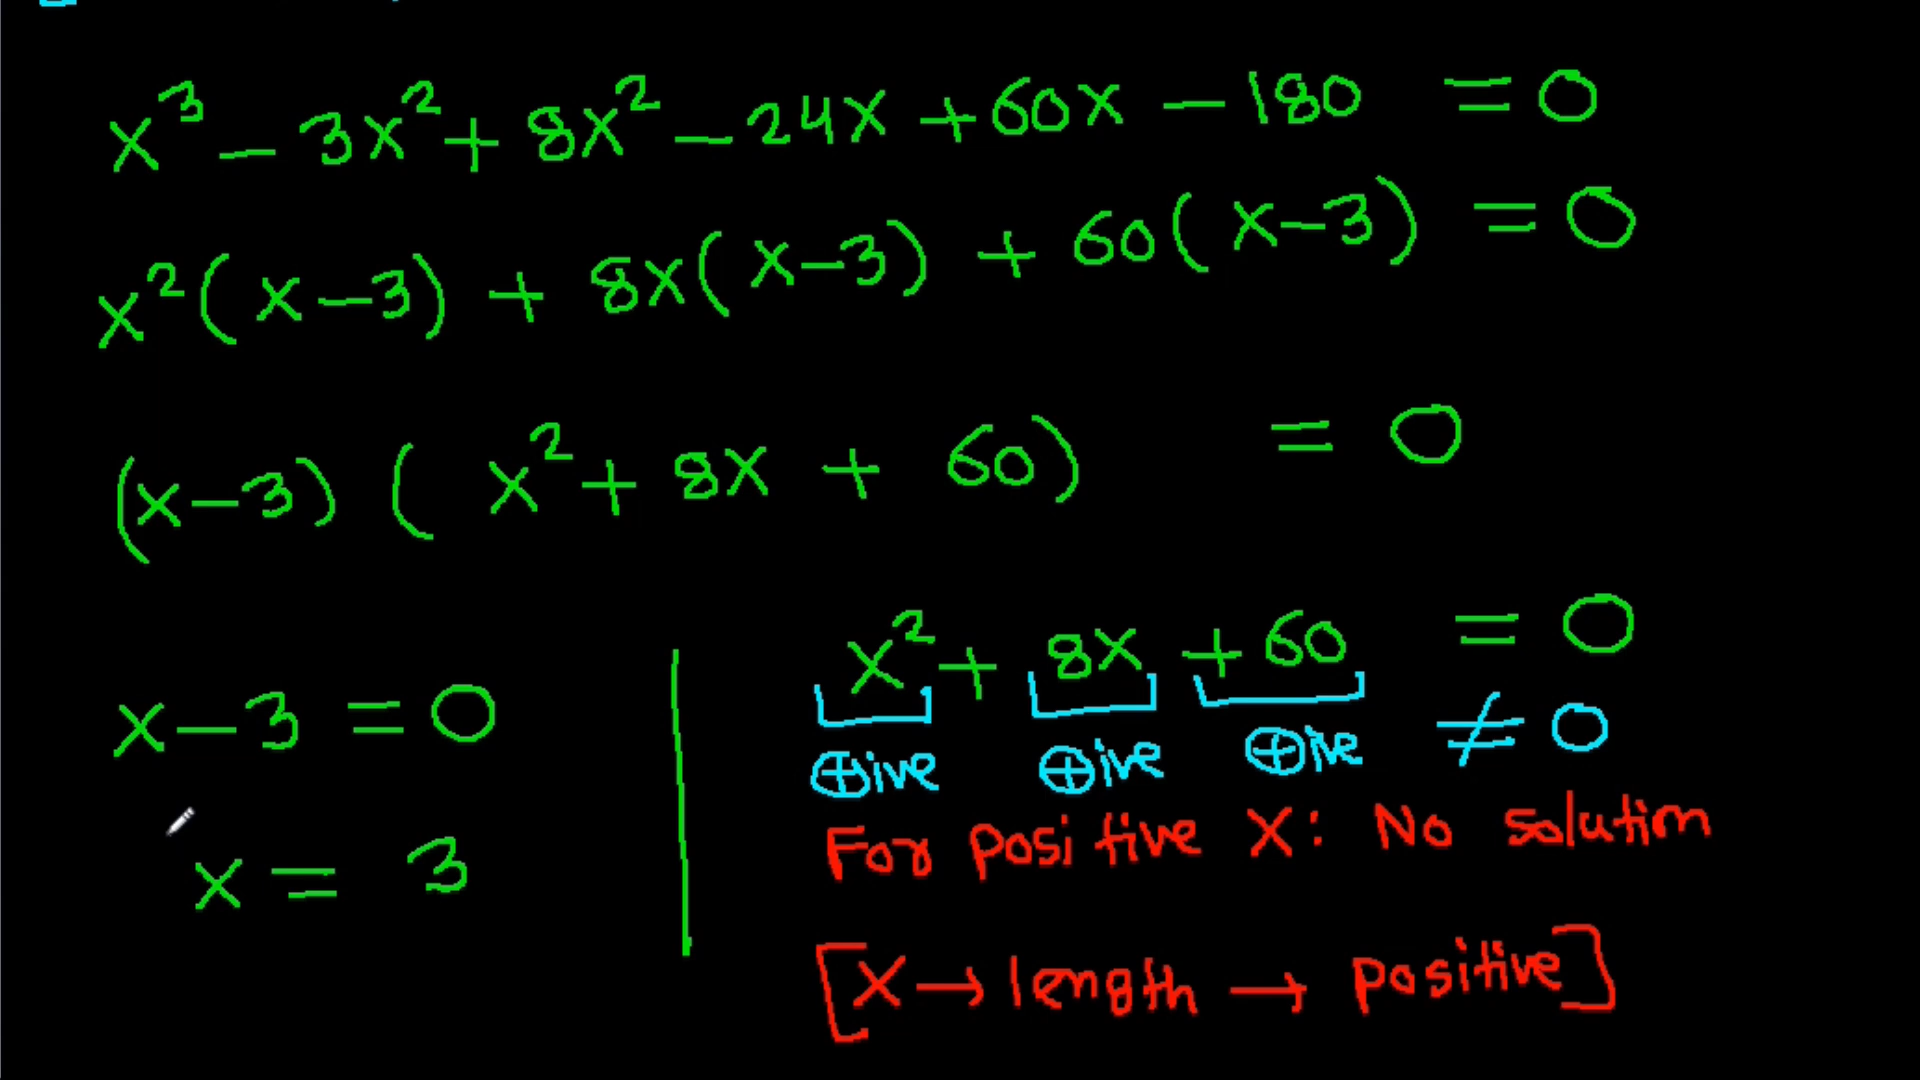 x³ - 3x² + 8x² - 24x + 60x - 180 = 0
x²(x-3) + 8x(x-3) + 60(x-3) = 0
(x-3) (x² + 8x + 60) = 0
x² + 8x + 60 = 0
x-3 = 0
⊕ive ⊕ive ⊕ive ≠ 0
For positive X: No solution
x = 3
[X → length → positive]